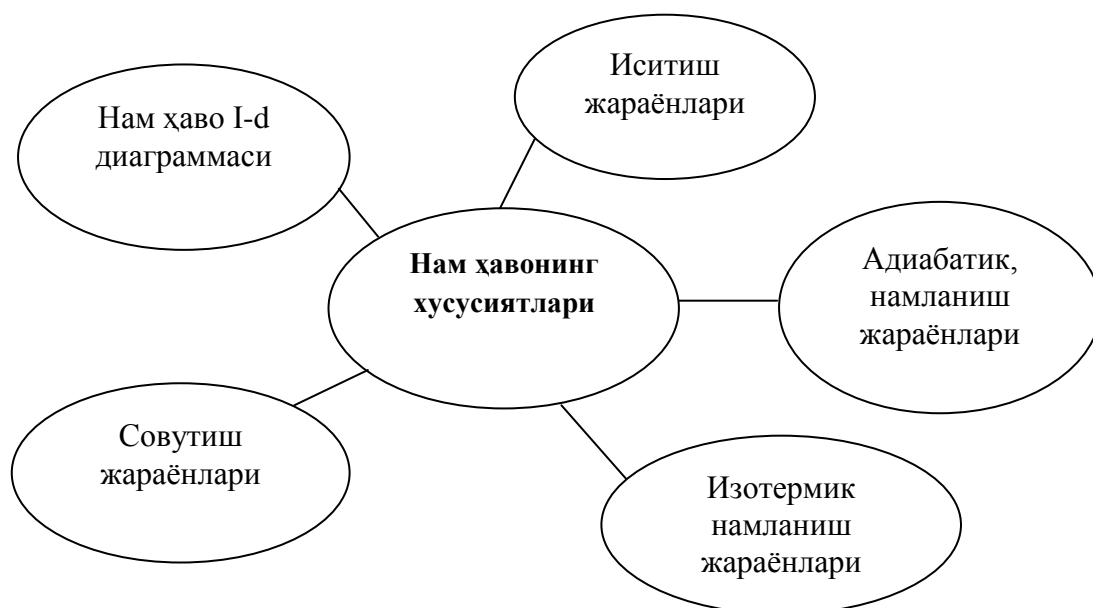 Иситиш
жараёнлари
Нам ҳаво I-d
диаграммаси
Нам ҳавонинг
хусусиятлари
Адиабатик,
намланиш
жараёнлари
Совутиш
жараёнлари
Изотермик
намланиш
жараёнлари